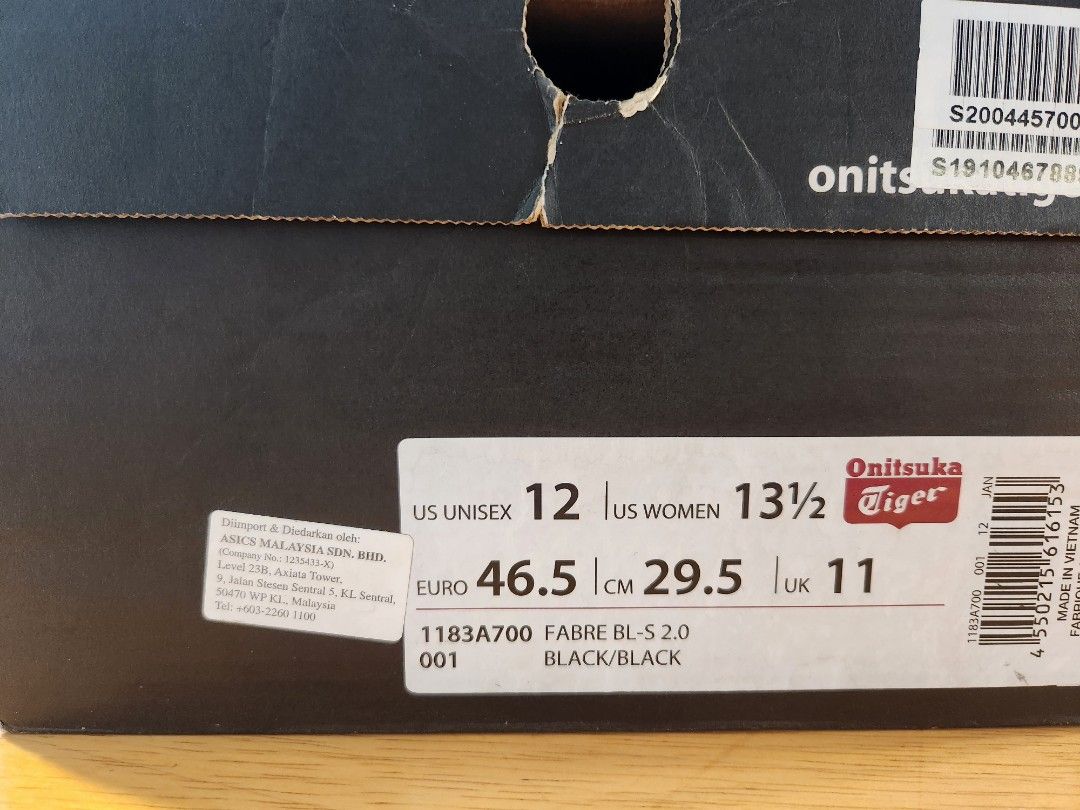 S200445700
S191046788
onitsukatige
Onitsuka
Tiger
US UNISEX 12 US WOMEN 13½
EURO 46.5 CM 29.5 UK 11
1183A700 FABRE BL-S 2.0
001 BLACK/BLACK
1183A700 001 12 JAN
4550215616153
MADE IN VIETNAM
Diimport & Diedarkan oleh:
ASICS MALAYSIA SDN. BHD.
(Company No.: 1235433-X)
Level 23B, Axiata Tower,
9, Jalan Stesen Sentral 5, KL Sentral,
50470 WP KL, Malaysia
Tel: +603-2260 1100